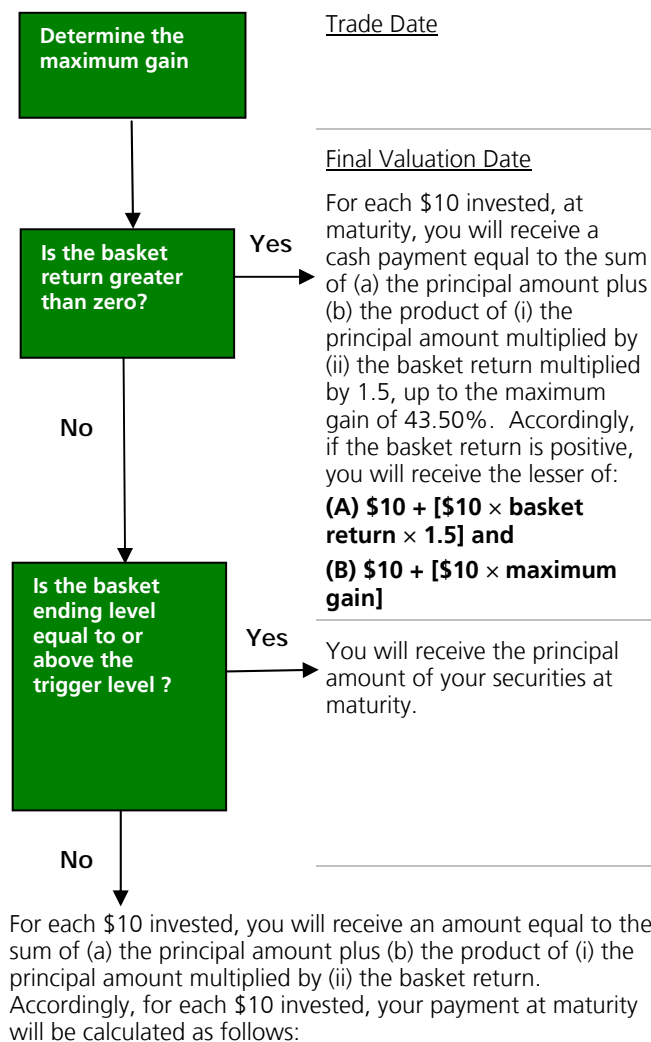 Determine the
maximum gain
Trade Date
Final Valuation Date
Is the basket
return greater
than zero?
Yes
For each $10 invested, at
maturity, you will receive a
cash payment equal to the sum
of (a) the principal amount plus
(b) the product of (i) the
principal amount multiplied by
(ii) the basket return multiplied
by 1.5, up to the maximum
gain of 43.50%.  Accordingly,
if the basket return is positive,
you will receive the lesser of:
(A) $10 + [$10 × basket
return × 1.5] and
(B) $10 + [$10 × maximum
gain]
No
Is the basket
ending level
equal to or
above the
trigger level ?
Yes
You will receive the principal
amount of your securities at
maturity.
No
For each $10 invested, you will receive an amount equal to the
sum of (a) the principal amount plus (b) the product of (i) the
principal amount multiplied by (ii) the basket return.
Accordingly, for each $10 invested, your payment at maturity
will be calculated as follows: